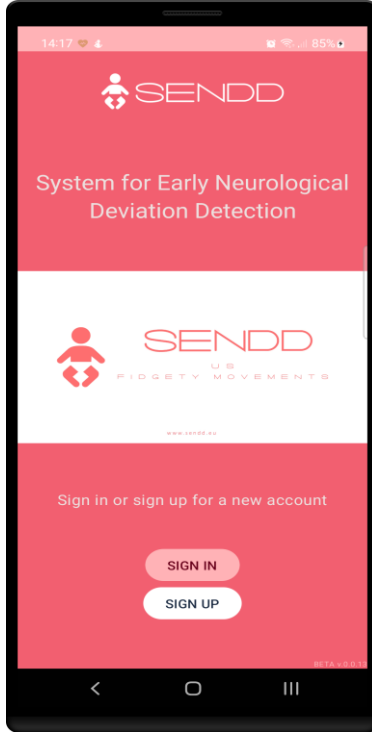 14:17
85%
SENDD
System for Early Neurological
Deviation Detection
SENDD
US
FIDGETY MOVEMENTS
www.sendd.eu
Sign in or sign up for a new account
SIGN IN
SIGN UP